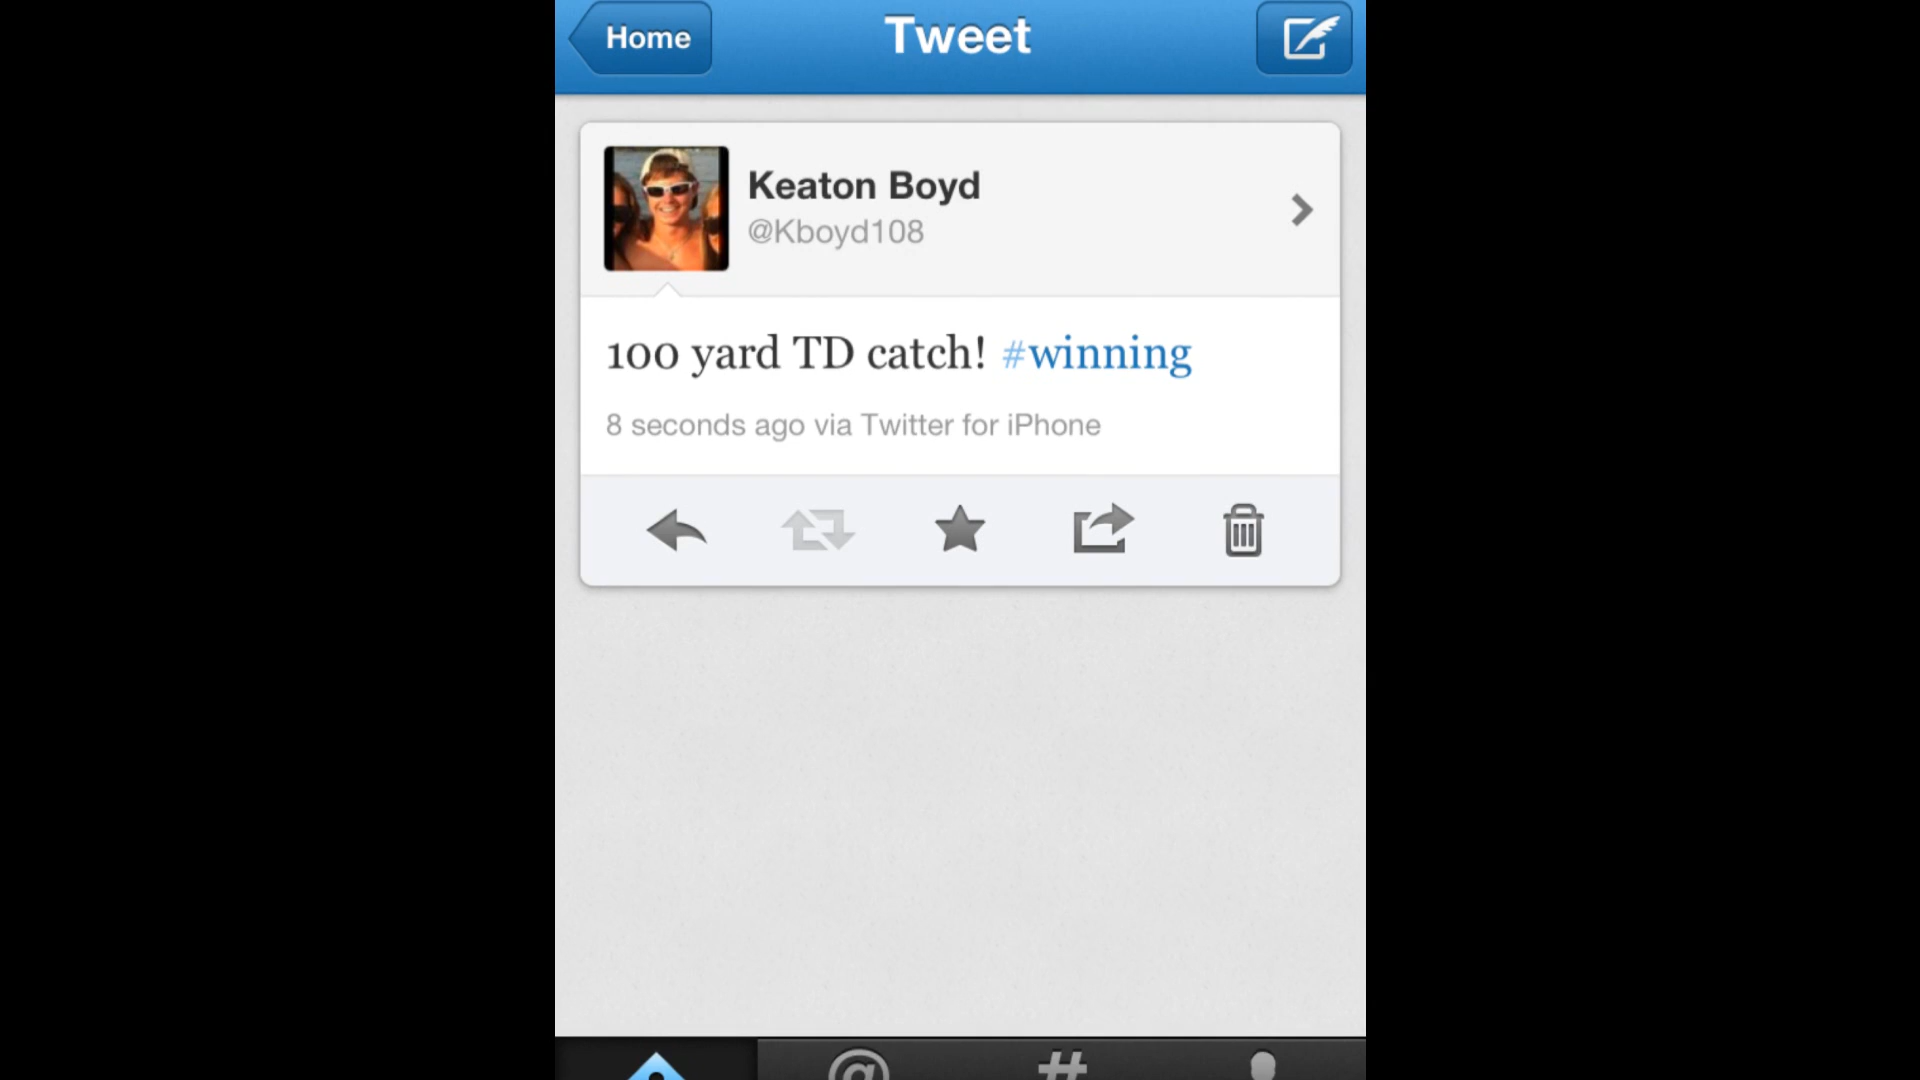 Home
Tweet
Keaton Boyd
@Kboyd108
100 yard TD catch! #winning
8 seconds ago via Twitter for iPhone
@ #